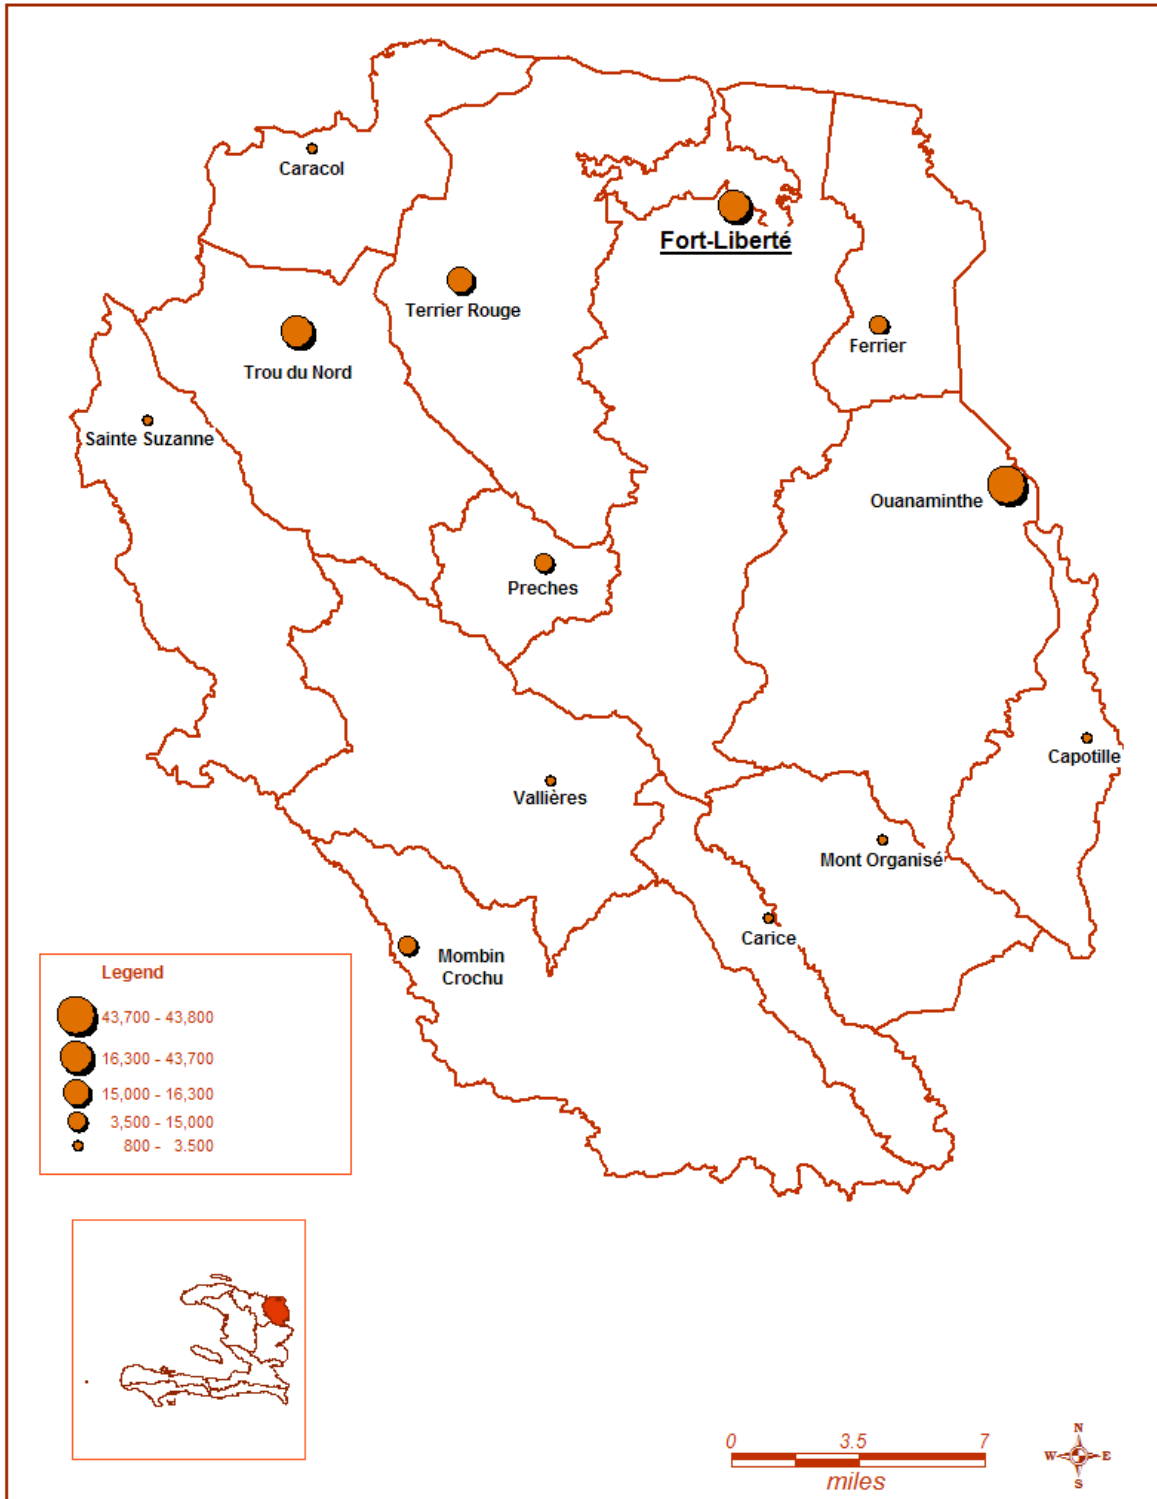 Caracol
Fort-Liberté
Terrier Rouge
Ferrier
Trou du Nord
Sainte Suzanne
Ouanaminthe
Preches
Capotille
Vallières
Mont Organisé
Carice
Mombin
Crochu
Legend
43,700 - 43,800
16,300 - 43,700
15,000 - 16,300
3,500 - 15,000
800 - 3.500
0 3.5 7
miles
N
W E
S